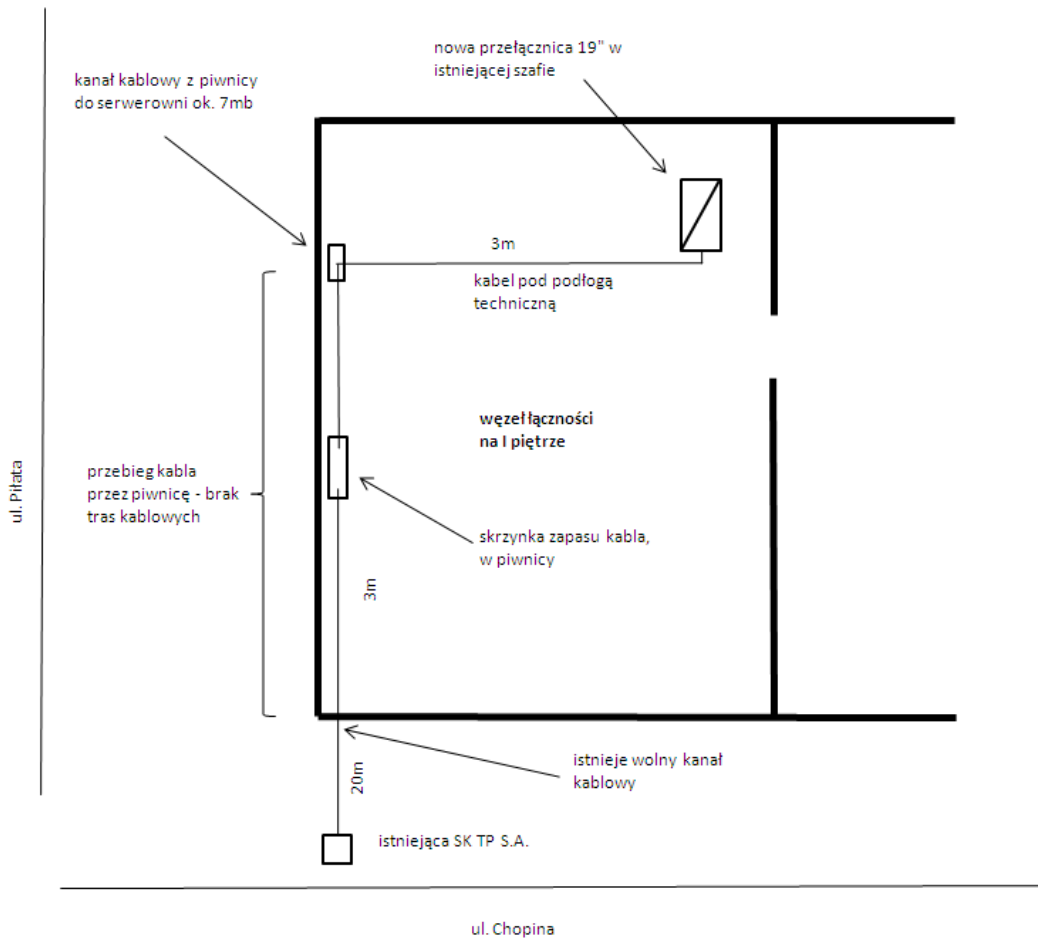 nowa przełącznica 19" w
istniejącej szafie
kanał kablowy z piwnicy
do serwerowni ok. 7mb
3m
kabel pod podłogą
techniczną
węzeł łączności
na I piętrze
przebieg kabla
przez piwnicę - brak
tras kablowych
ul. Piłata
skrzynka zapasu kabla,
w piwnicy
3m
istnieje wolny kanał
kablowy
20m
istniejąca SK TP S.A.
ul. Chopina